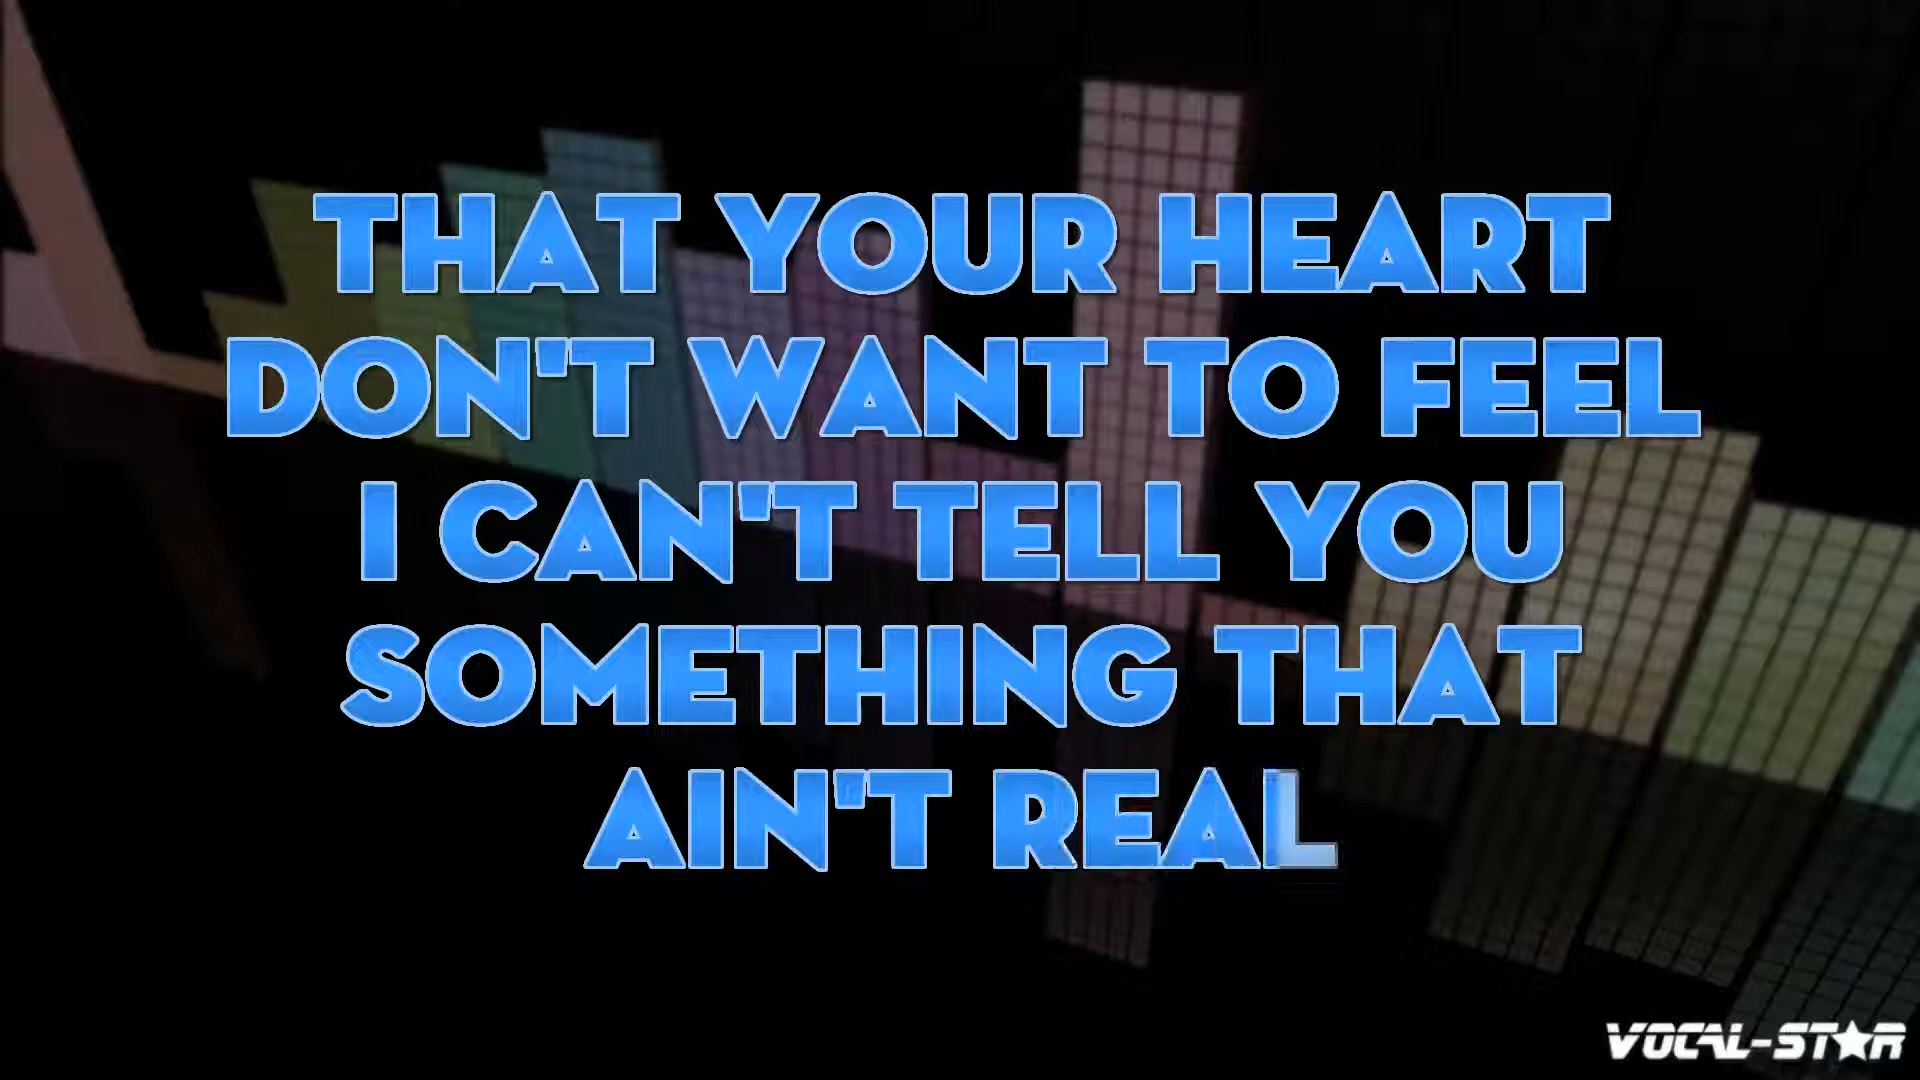 THAT YOUR HEART
DON'T WANT TO FEEL
I CAN'T TELL YOU
SOMETHING THAT
AIN'T REAL
VOCAL-STAR